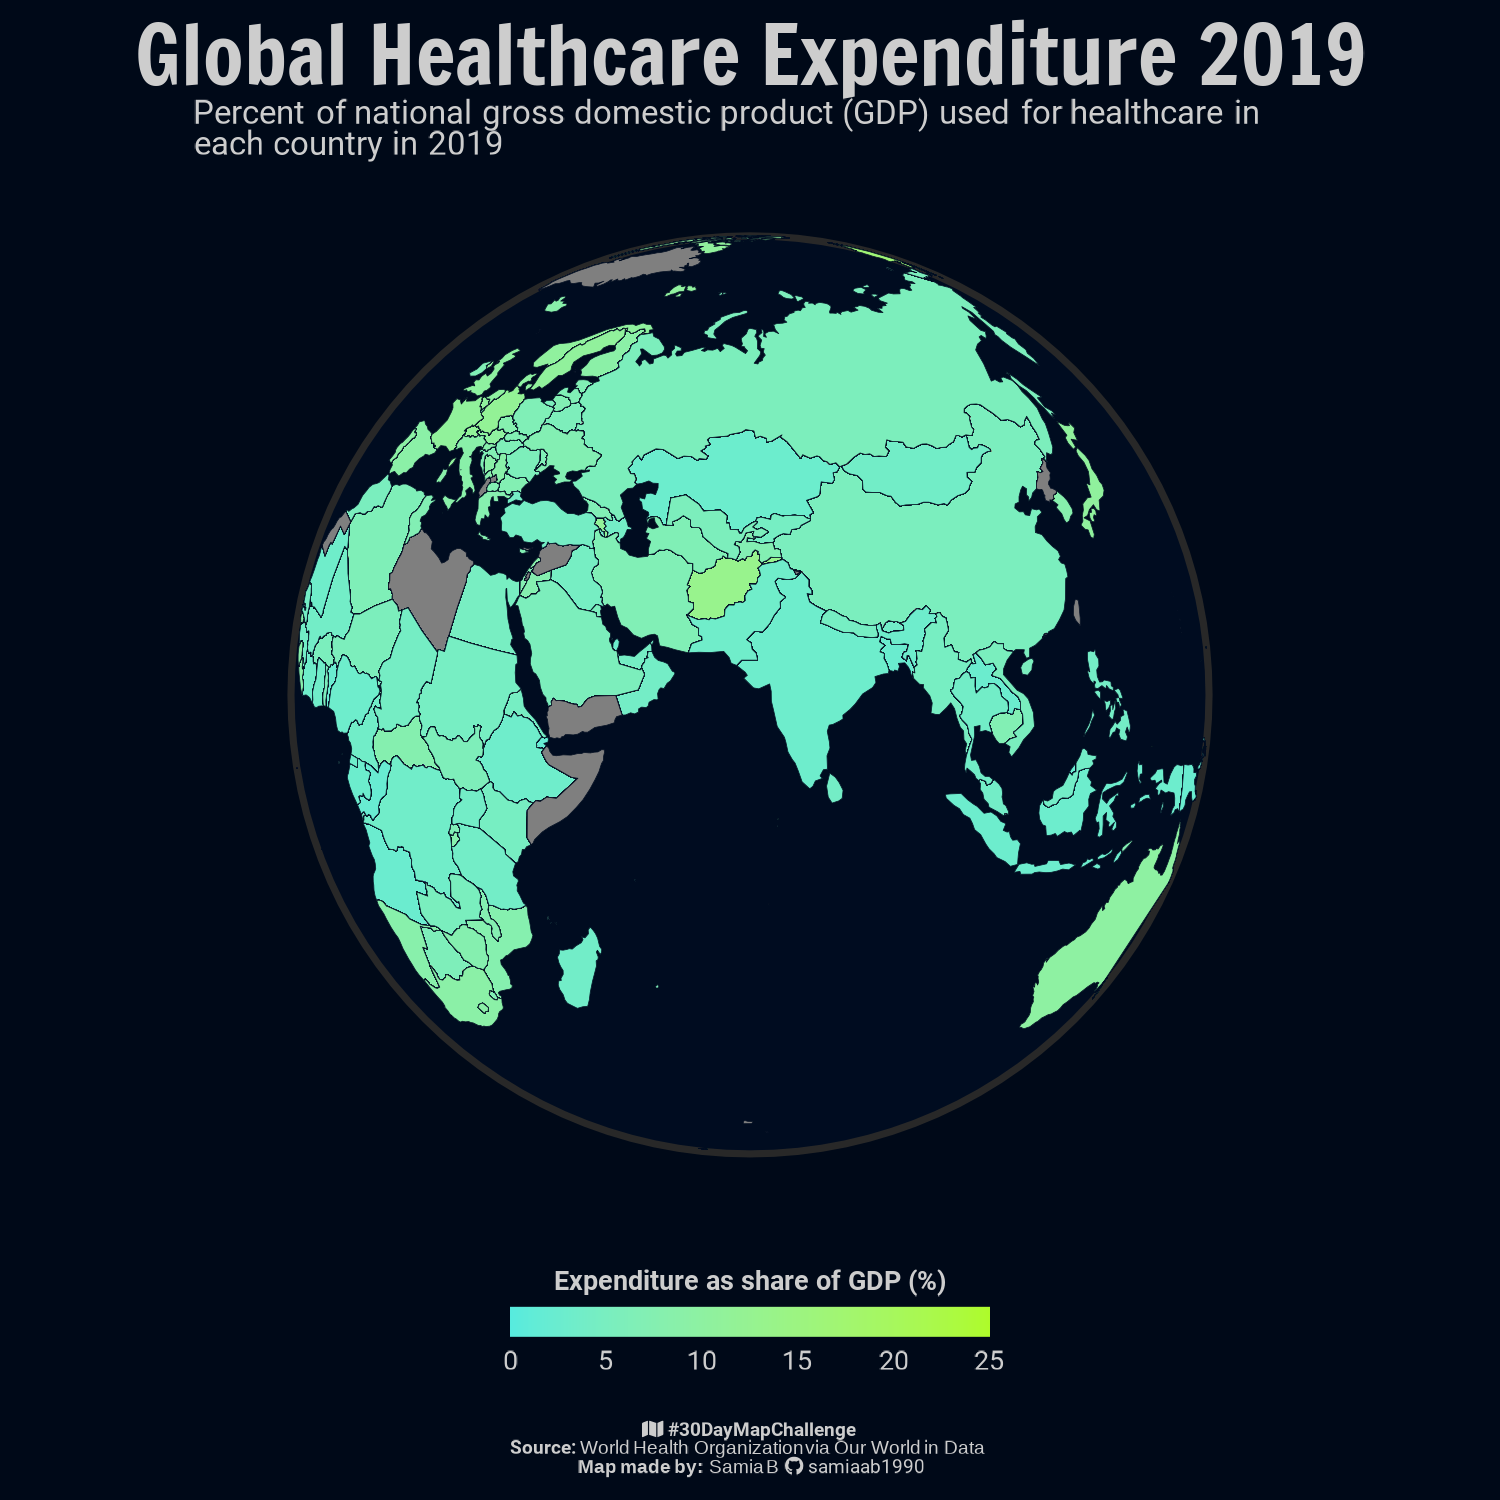 Global Healthcare Expenditure 2019
Percent of national gross domestic product (GDP) used for healthcare in
each country in 2019
Expenditure as share of GDP (%)
0 5 10 15 20 25
#30DayMapChallenge
Source: World Health Organization via Our World in Data
Map made by: Samia B samiaab1990